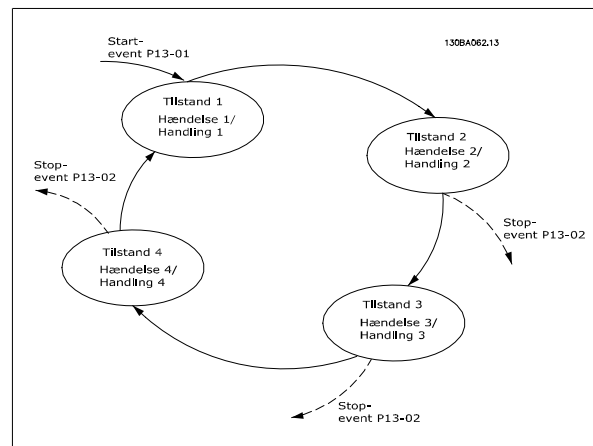 Start-
event P13-01
130BA062.13
Tilstand 1
Hændelse 1/
Handling 1
Tilstand 2
Hændelse 2/
Handling 2
Stop-
event P13-02
Stop-
event P13-02
Tilstand 4
Hændelse 4/
Handling 4
Tilstand 3
Hændelse 3/
Handling 3
Stop-
event P13-02